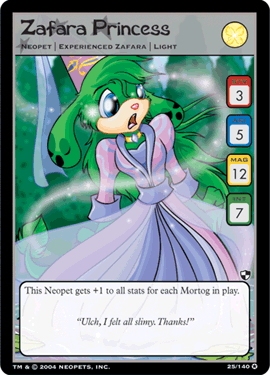 Zafara Princess
Neopet | Experienced Zafara | Light
3
5
MAG
12
7
This Neopet gets +1 to all stats for each Mortog in play.
"Ulch, I felt all slimy. Thanks!"
TM & © 2004 NEOPETS, INC.
25/140